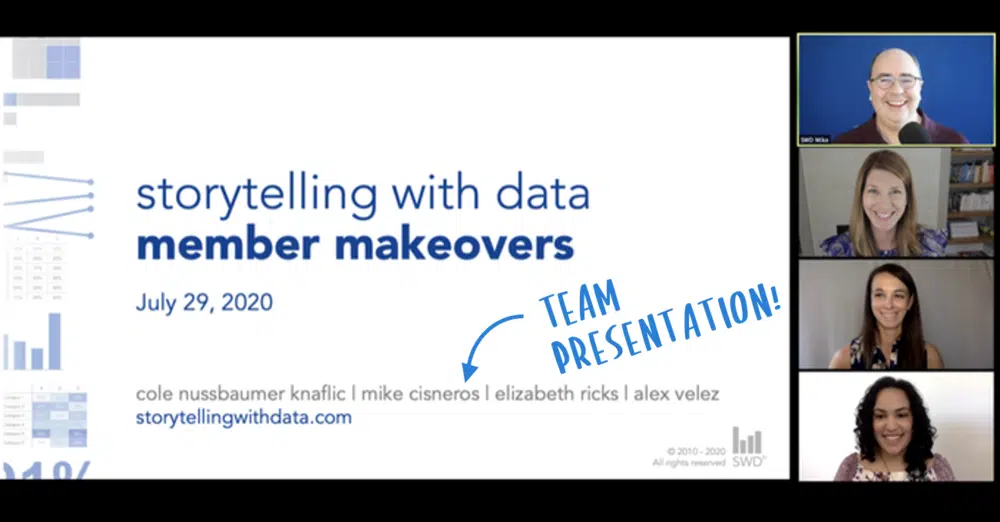 storytelling with data
member makeovers
July 29, 2020
TEAM
PRESENTATION!
cole nussbaumer knaflic | mike cisneros | elizabeth ricks | alex velez
storytellingwithdata.com
© 2010 - 2020
All rights reserved
SWD
SWD Mike
91%